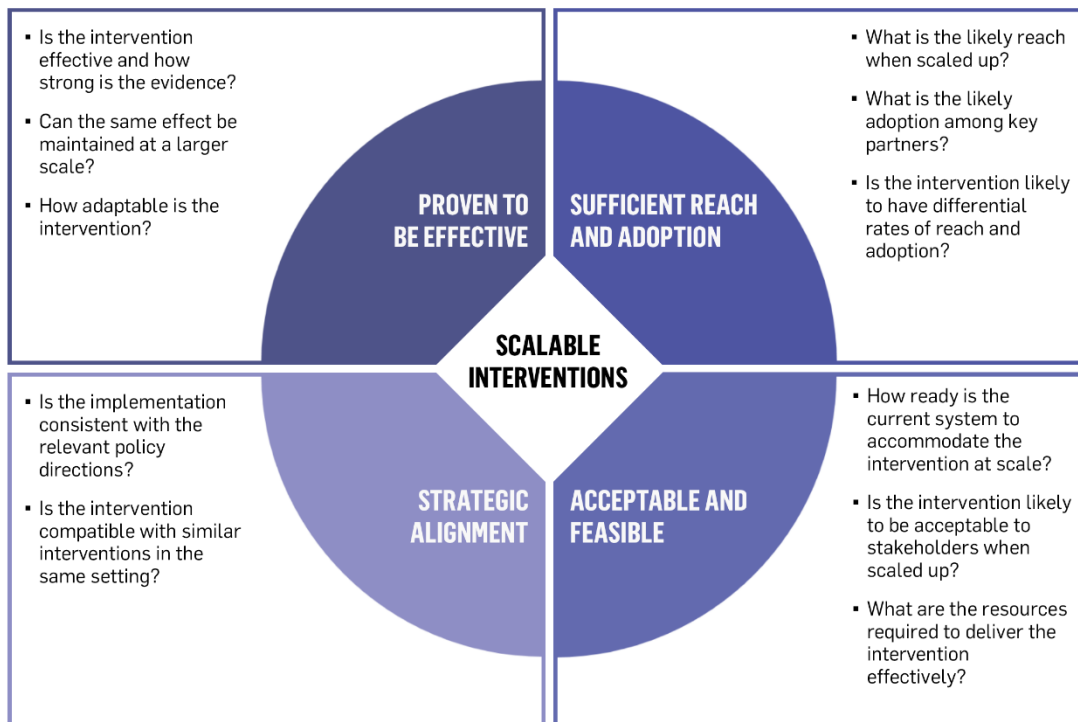 ▪ Is the intervention
effective and how
strong is the evidence?
▪ Can the same effect be
maintained at a larger
scale?
▪ How adaptable is the
intervention?
PROVEN TO
BE EFFECTIVE
SUFFICIENT REACH
AND ADOPTION
▪ What is the likely reach
when scaled up?
▪ What is the likely
adoption among key
partners?
▪ Is the intervention likely
to have differential
rates of reach and
adoption?
SCALABLE
INTERVENTIONS
▪ Is the implementation
consistent with the
relevant policy
directions?
▪ Is the intervention
compatible with similar
interventions in the
same setting?
STRATEGIC
ALIGNMENT
ACCEPTABLE AND
FEASIBLE
▪ How ready is the
current system to
accommodate the
intervention at scale?
▪ Is the intervention likely
to be acceptable to
stakeholders when
scaled up?
▪ What are the resources
required to deliver the
intervention
effectively?